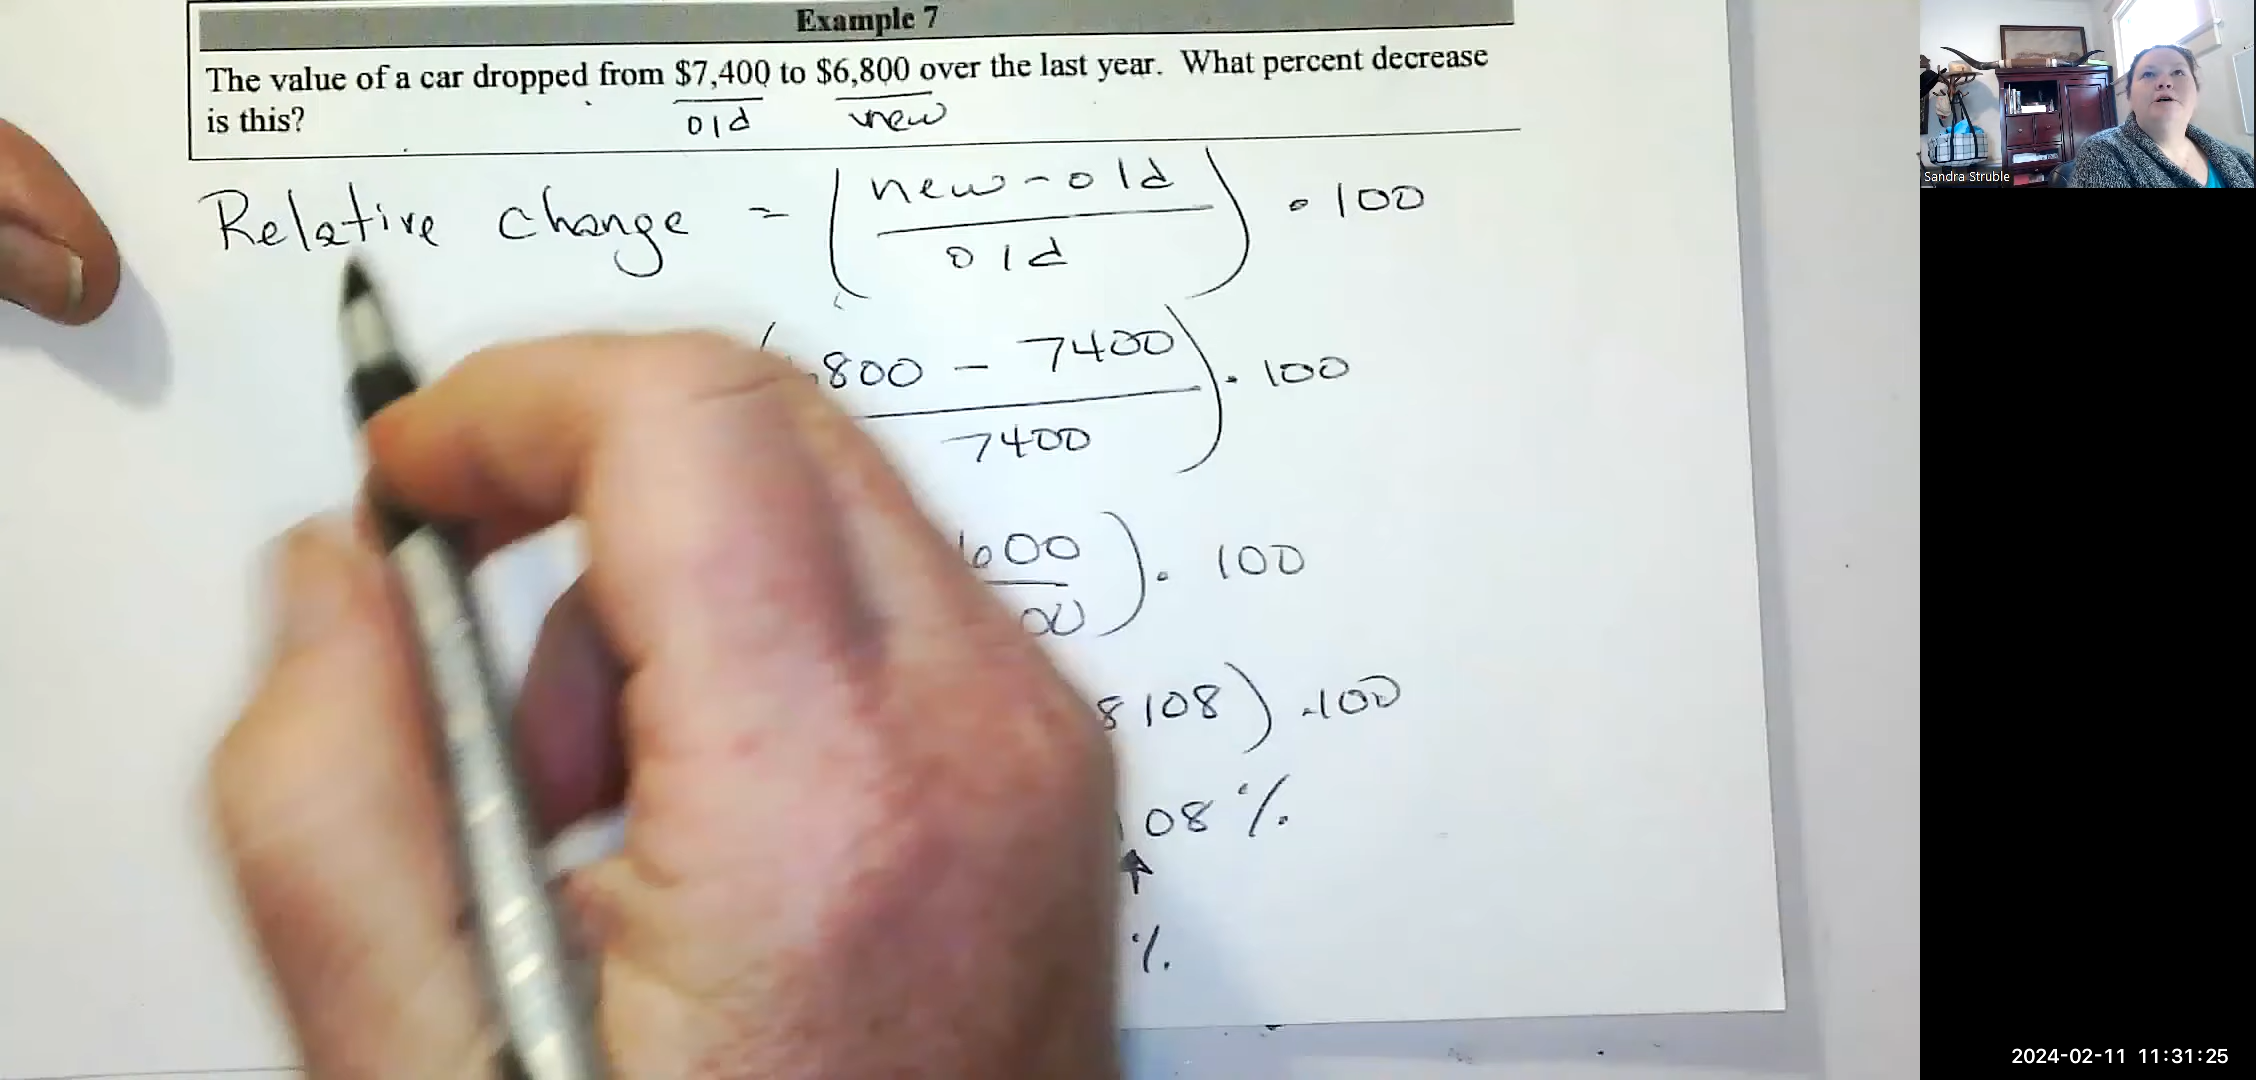 Example 7
The value of a car dropped from $7,400 to $6,800 over the last year. What percent decrease
is this?
old new
Relative change = (new - old / old) • 100
800 - 7400 / 7400) • 100
600 / 00) • 100
8108) • 100
08%
%
Sandra Struble
2024-02-11 11:31:25